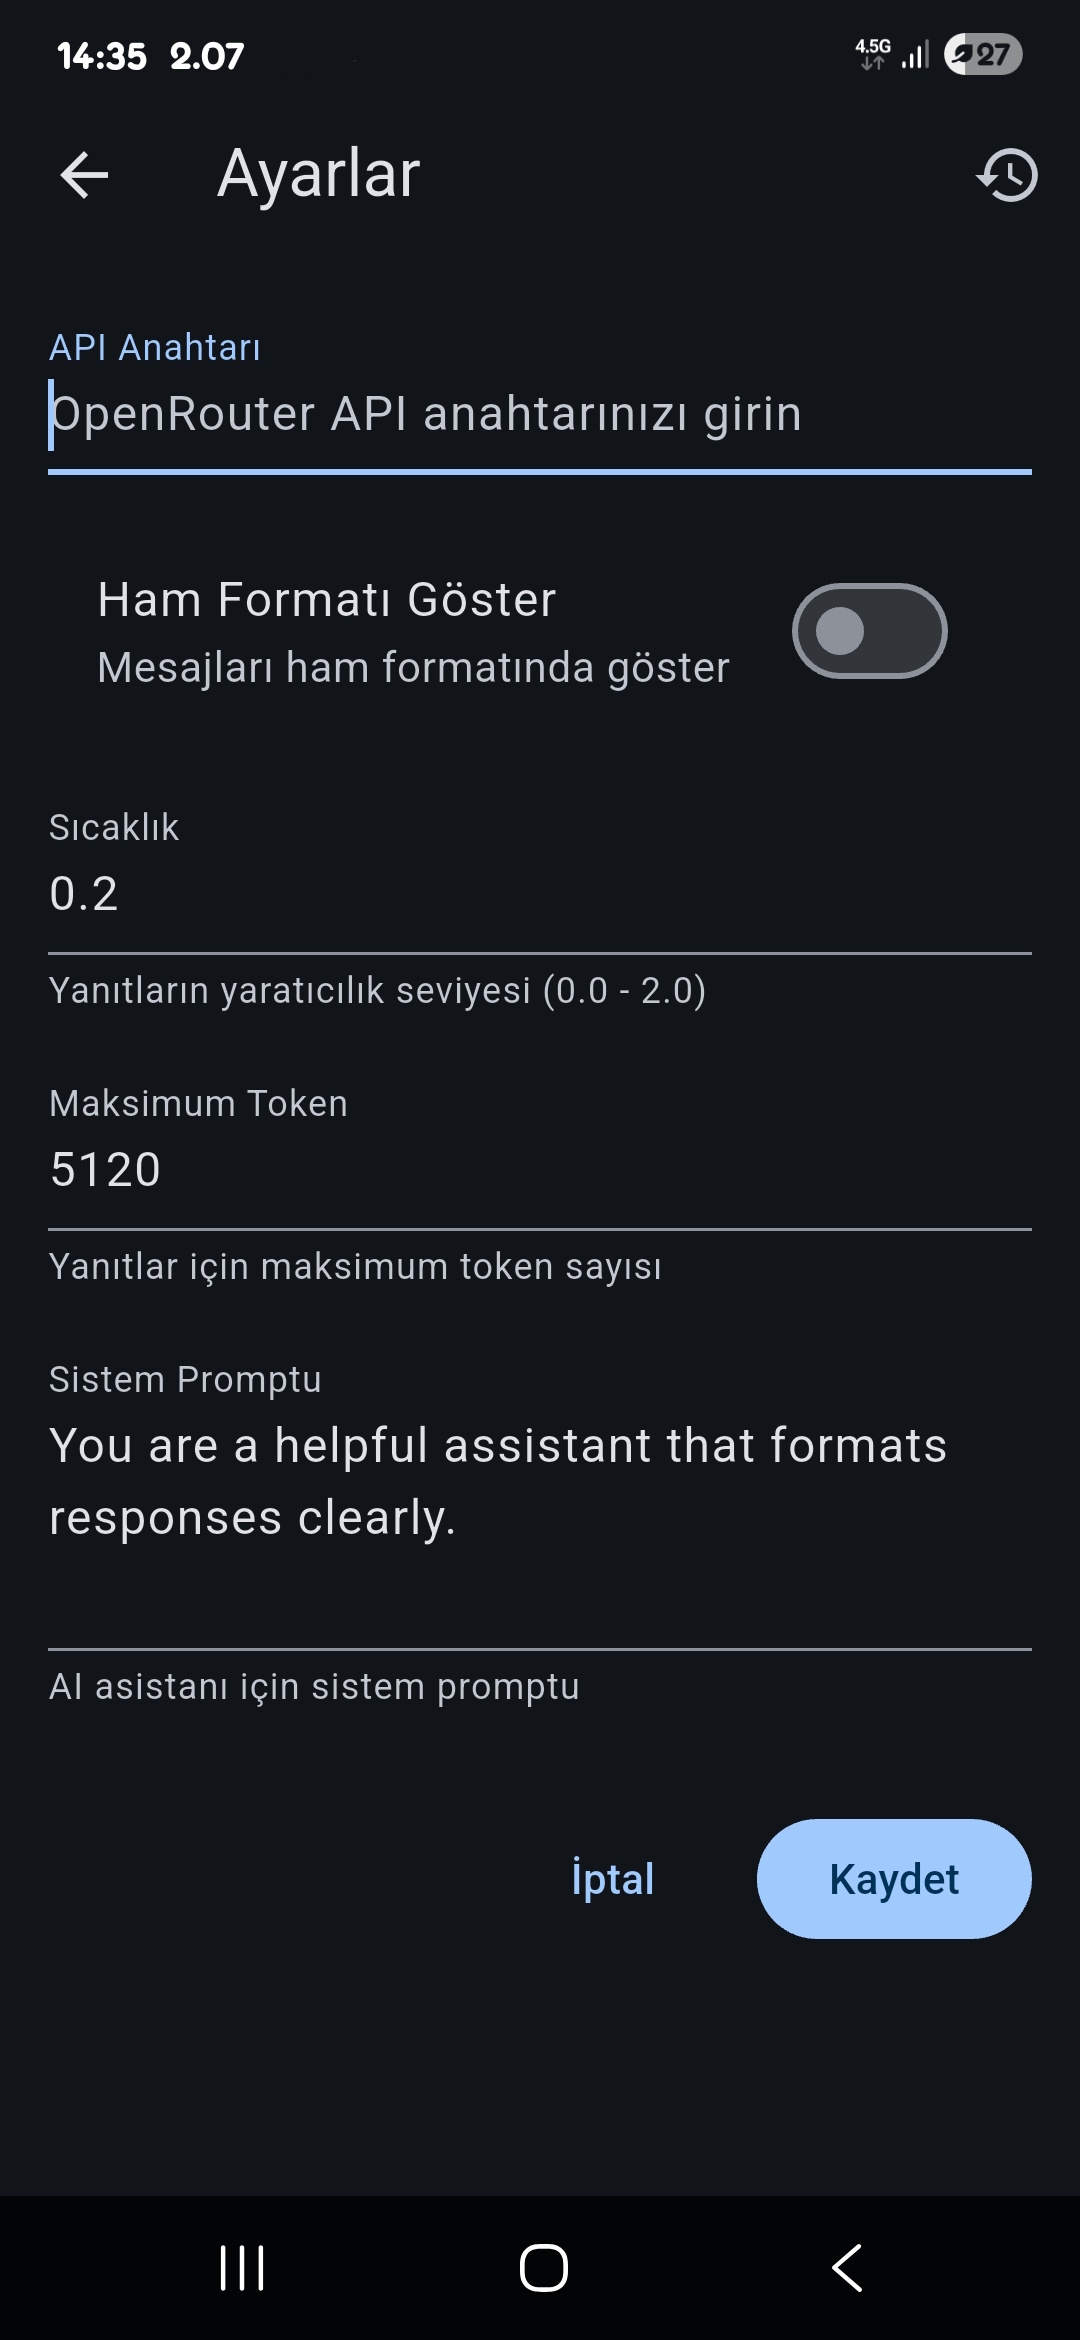 14:35 2.07
4.5G
27
Ayarlar
API Anahtarı
OpenRouter API anahtarınızı girin
Ham Formatı Göster
Mesajları ham formatında göster
Sıcaklık
0.2
Yanıtların yaratıcılık seviyesi (0.0 - 2.0)
Maksimum Token
5120
Yanıtlar için maksimum token sayısı
Sistem Promptu
You are a helpful assistant that formats
responses clearly.
AI asistanı için sistem promptu
İptal
Kaydet